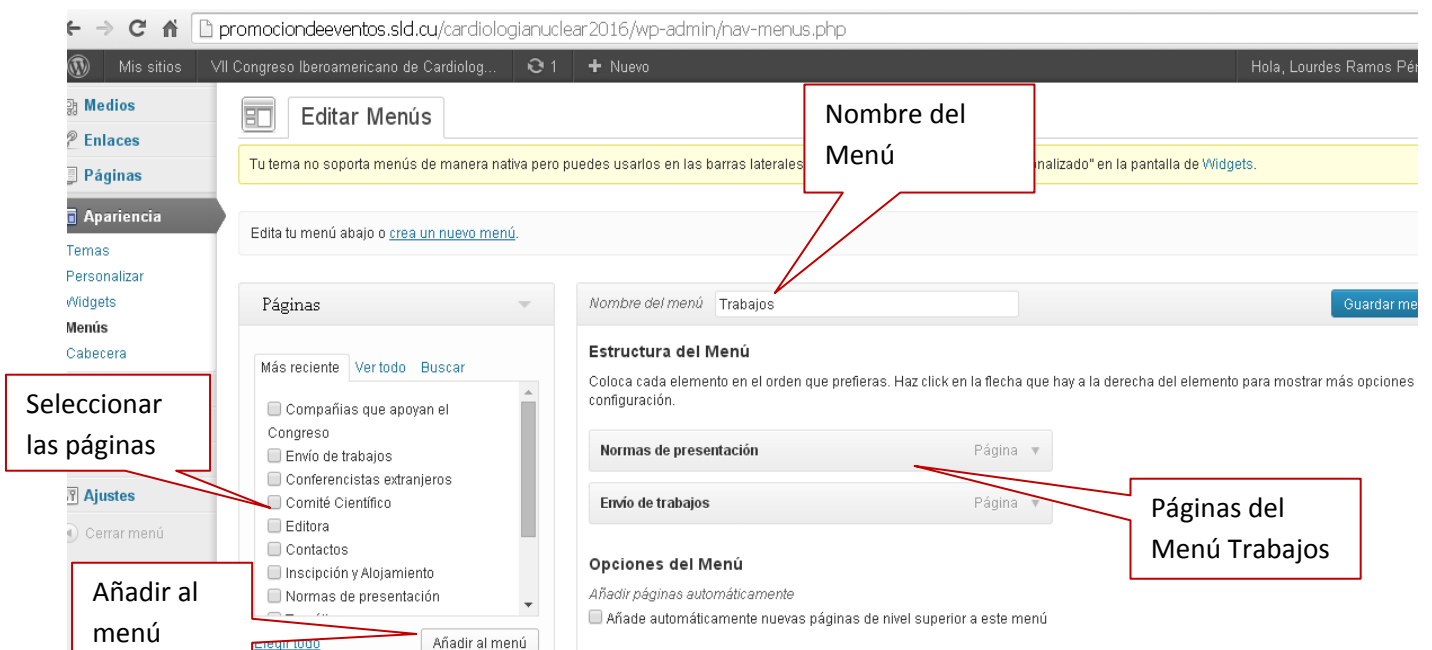 promociondeeventos.sld.cu/cardiologianuclear2016/wp-admin/nav-menus.php
Mis sitios VII Congreso Iberoamericano de Cardiolog... 1 + Nuevo Hola, Lourdes Ramos Pér
Medios
Enlaces
Páginas
Apariencia
Temas
Personalizar
Widgets
Menús
Cabecera
Ajustes
Cerrar menú
Editar Menús
Tu tema no soporta menús de manera nativa pero puedes usarlos en las barras laterales
onalizado" en la pantalla de Widgets.
Edita tu menú abajo o crea un nuevo menú.
Páginas
Más reciente Ver todo Buscar
Compañias que apoyan el
Congreso
Envío de trabajos
Conferencistas extranjeros
Comité Científico
Editora
Contactos
Inscipción y Alojamiento
Normas de presentación
Elegir todo Añadir al menú
Nombre del menú Trabajos Guardar me
Estructura del Menú
Coloca cada elemento en el orden que prefieras. Haz click en la flecha que hay a la derecha del elemento para mostrar más opciones
configuración.
Normas de presentación Página
Envío de trabajos Página
Opciones del Menú
Añadir páginas automáticamente
Añade automáticamente nuevas páginas de nivel superior a este menú
Nombre del
Menú
Seleccionar
las páginas
Añadir al
menú
Páginas del
Menú Trabajos